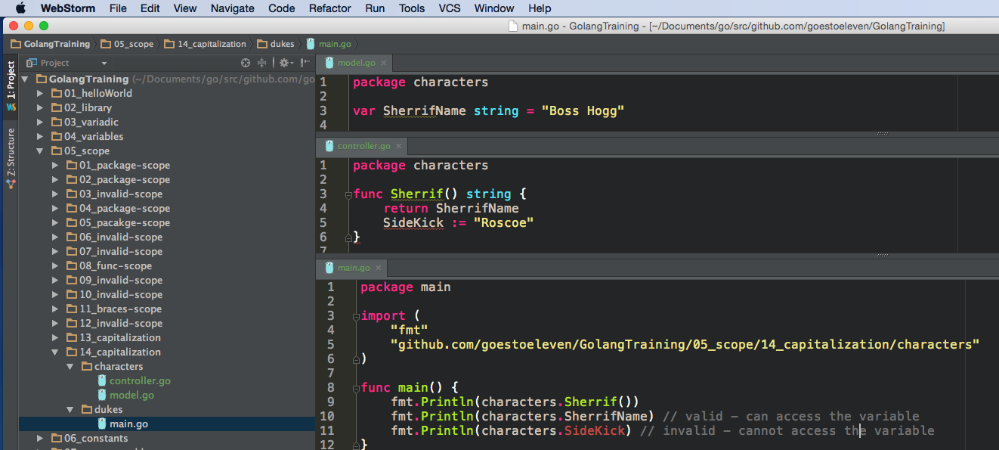 WebStorm File Edit View Navigate Code Refactor Run Tools VCS Window Help
main.go - GolangTraining - [~/Documents/go/src/github.com/goestoeleven/GolangTraining]
GolangTraining 05_scope 14_capitalization dukes main.go
1: Project
7: Structure
Project
GolangTraining (~/Documents/go/src/github.com/go
01_helloWorld
02_library
03_variadic
04_variables
05_scope
01_package-scope
02_package-scope
03_invalid-scope
04_package-scope
05_pacakge-scope
06_invalid-scope
07_invalid-scope
08_func-scope
09_invalid-scope
10_invalid-scope
11_braces-scope
12_invalid-scope
13_capitalization
14_capitalization
characters
controller.go
model.go
dukes
main.go
06_constants
model.go
1 package characters
2
3 var SherrifName string = "Boss Hogg"
4
controller.go
1 package characters
2
3 func Sherrif() string {
4 return SherrifName
5 SideKick := "Roscoe"
6 }
7
main.go
1 package main
2
3 import (
4 "fmt"
5 "github.com/goestoeleven/GolangTraining/05_scope/14_capitalization/characters"
6 )
7
8 func main() {
9 fmt.Println(characters.Sherrif())
10 fmt.Println(characters.SherrifName) // valid – can access the variable
11 fmt.Println(characters.SideKick) // invalid – cannot access the variable
12 }